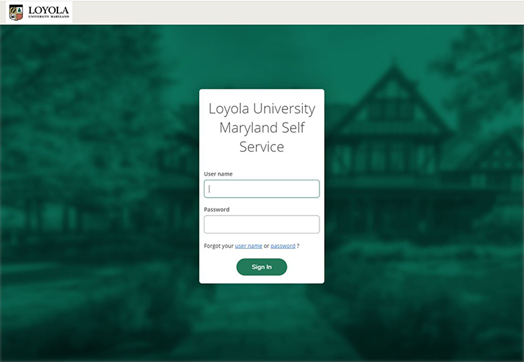 LOYOLA
UNIVERSITY MARYLAND
Loyola University
Maryland Self
Service
User name
Password
Forgot your user name or password ?
Sign In